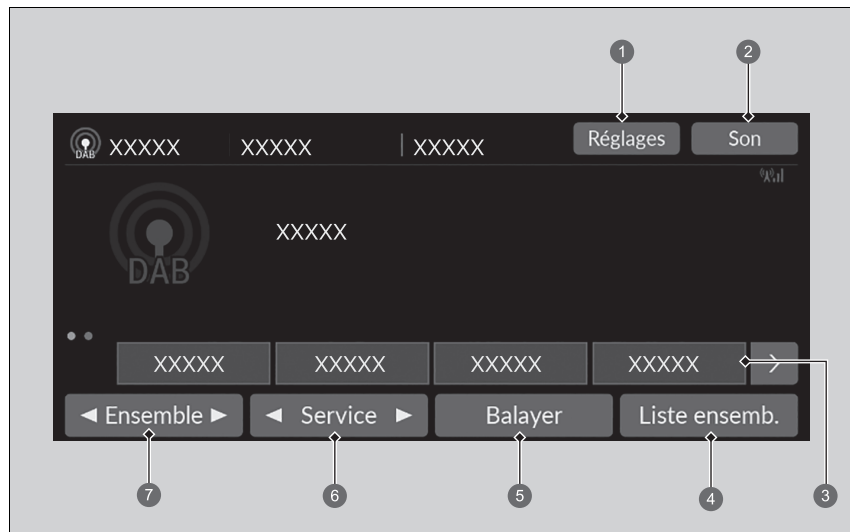 1 2
DAB XXXXX XXXXX XXXXX Réglages Son
DAB XXXXX
XXXXX XXXXX XXXXX XXXXX
3
Ensemble Service Balayer Liste ensemb.
7 6 5 4